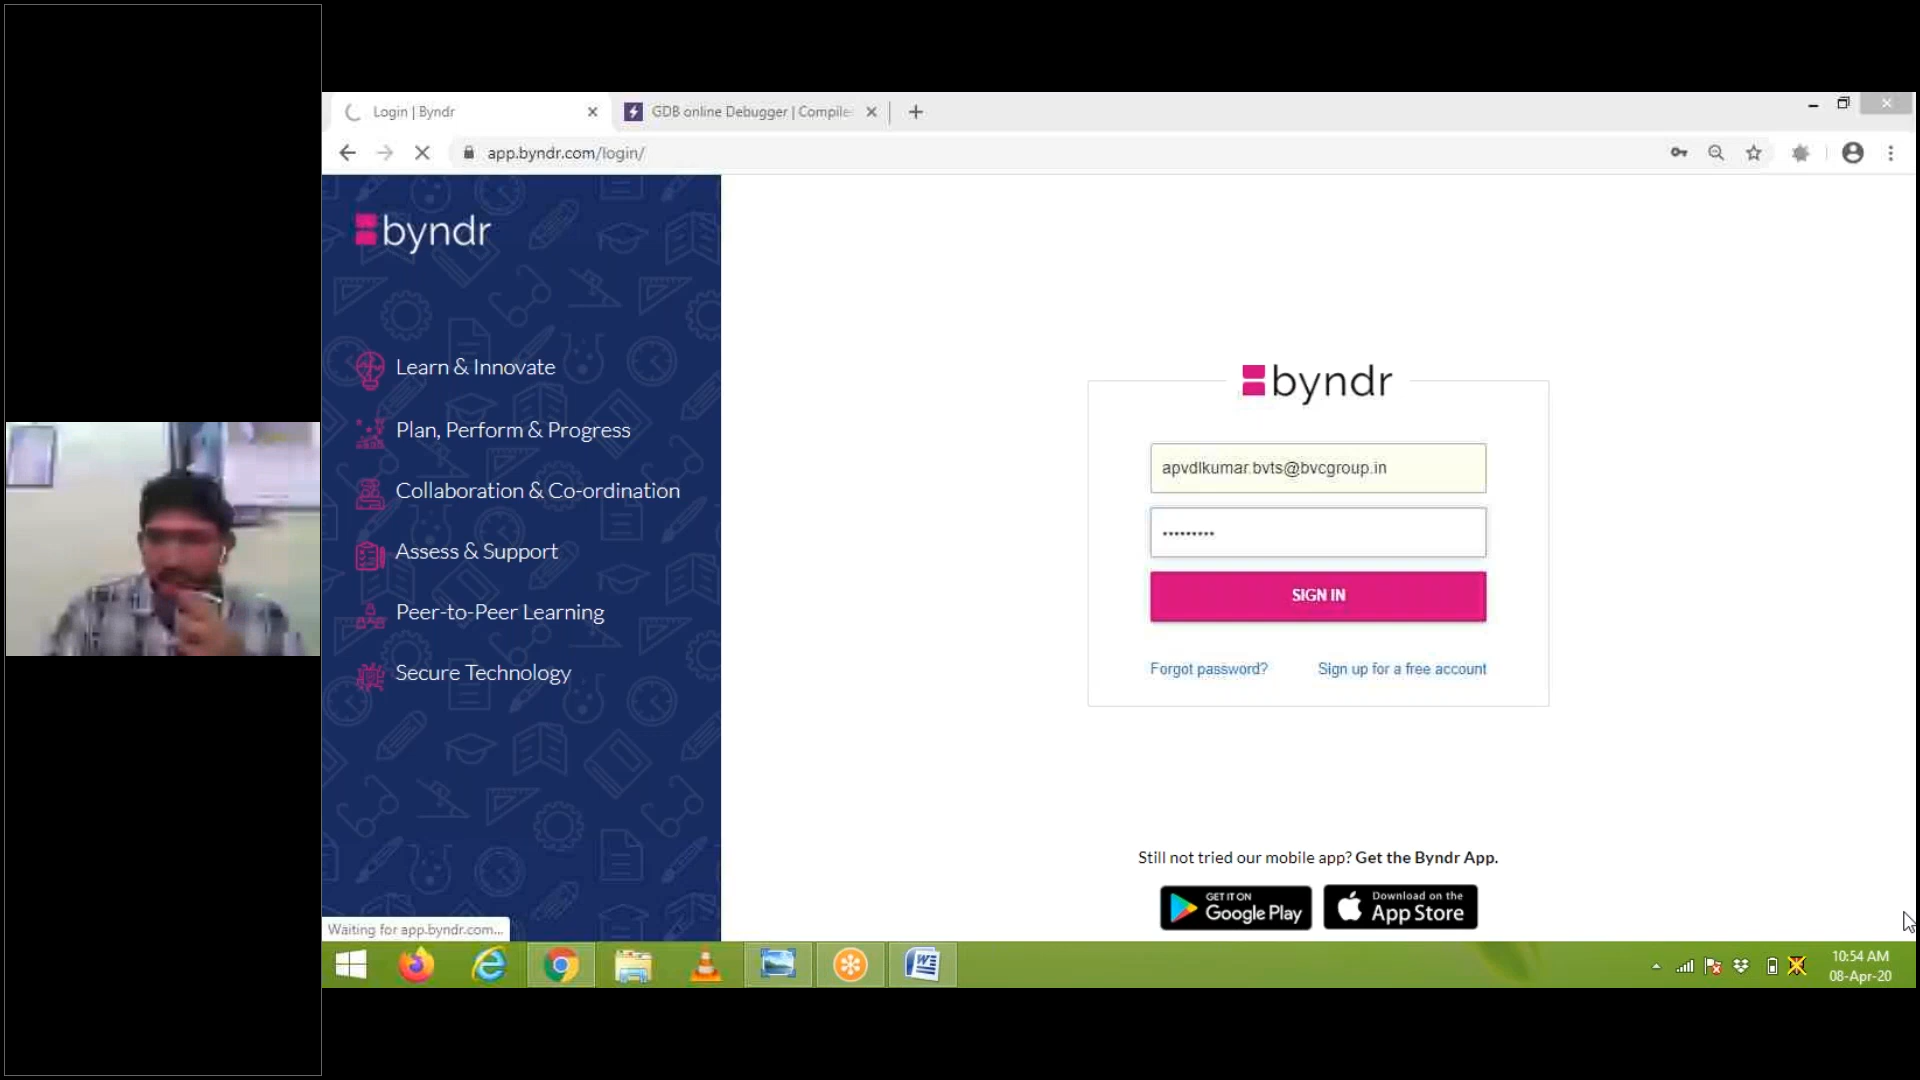 Login | Byndr
GDB online Debugger | Compile
app.byndr.com/login/
byndr
Learn & Innovate
Plan, Perform & Progress
Collaboration & Co-ordination
Assess & Support
Peer-to-Peer Learning
Secure Technology
byndr
apvdlkumar.bvts@bvcgroup.in
SIGN IN
Forgot password?
Sign up for a free account
Still not tried our mobile app? Get the Byndr App.
GET IT ON
Google Play
Download on the
App Store
Waiting for app.byndr.com...
10:54 AM
08-Apr-20